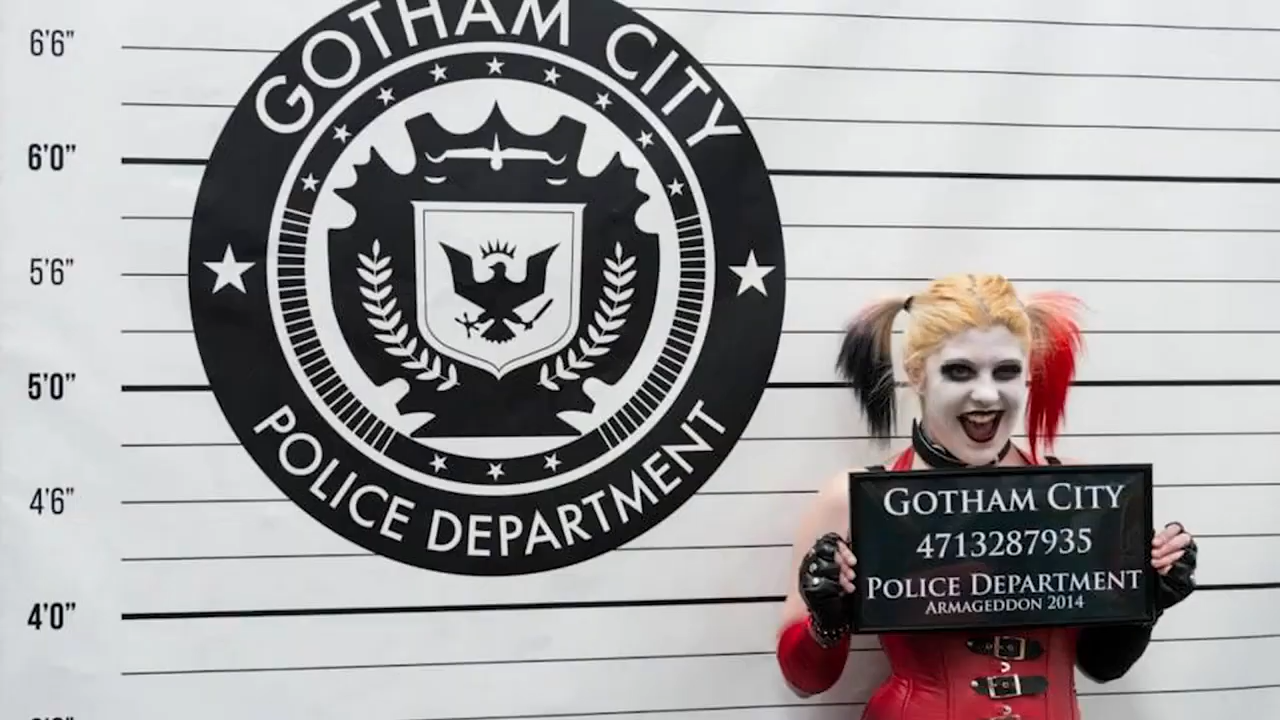 6'6"
6'0"
5'6"
5'0"
4'6"
4'0"
GOTHAM CITY
POLICE DEPARTMENT
GOTHAM CITY
4713287935
POLICE DEPARTMENT
ARMAGEDDON 2014